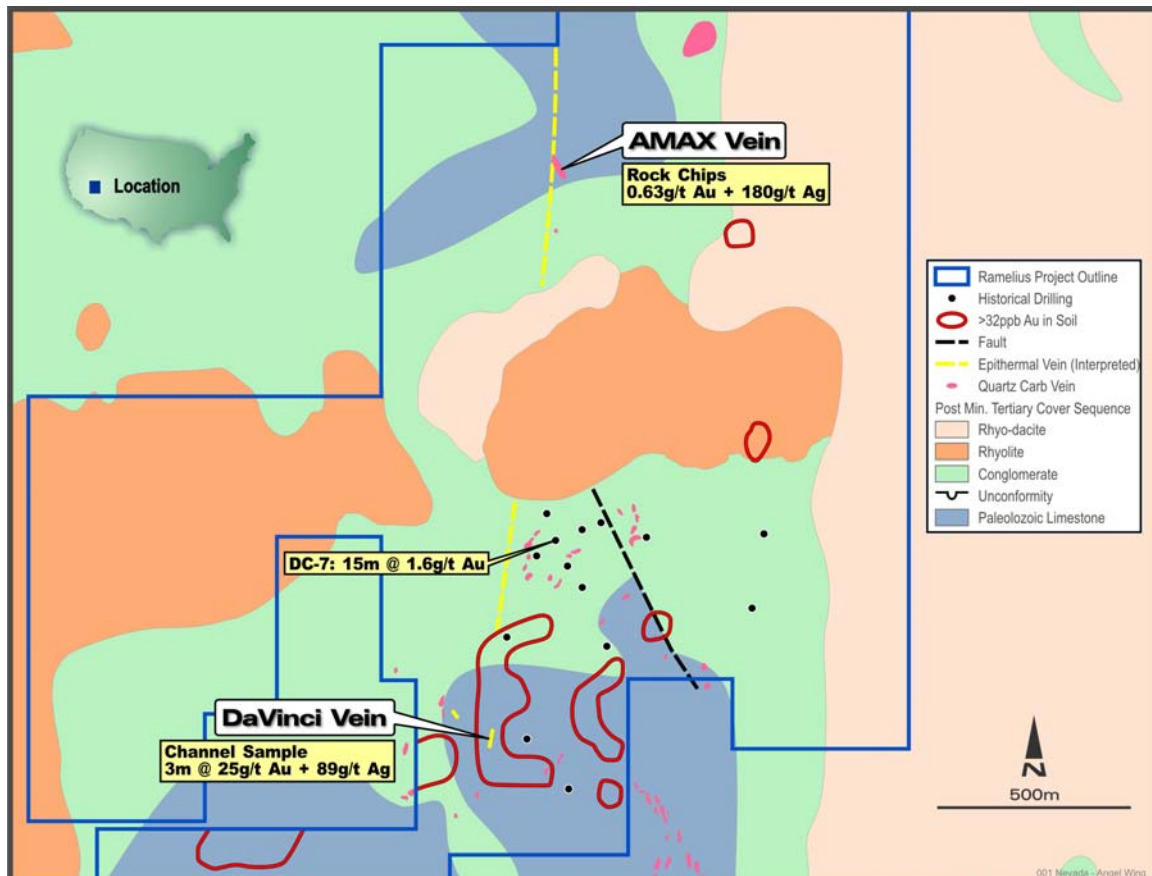 Location
AMAX Vein
Rock Chips
0.63g/t Au + 180g/t Ag
Ramelius Project Outline
Historical Drilling
>32ppb Au in Soil
Fault
Epithermal Vein (Interpreted)
Quartz Carb Vein
Post Min. Tertiary Cover Sequence
Rhyo-dacite
Rhyolite
Conglomerate
Unconformity
Paleolozoic Limestone
DC-7: 15m @ 1.6g/t Au
DaVinci Vein
Channel Sample
3m @ 25g/t Au + 89g/t Ag
N
500m
001 Nevada - Angel Wing